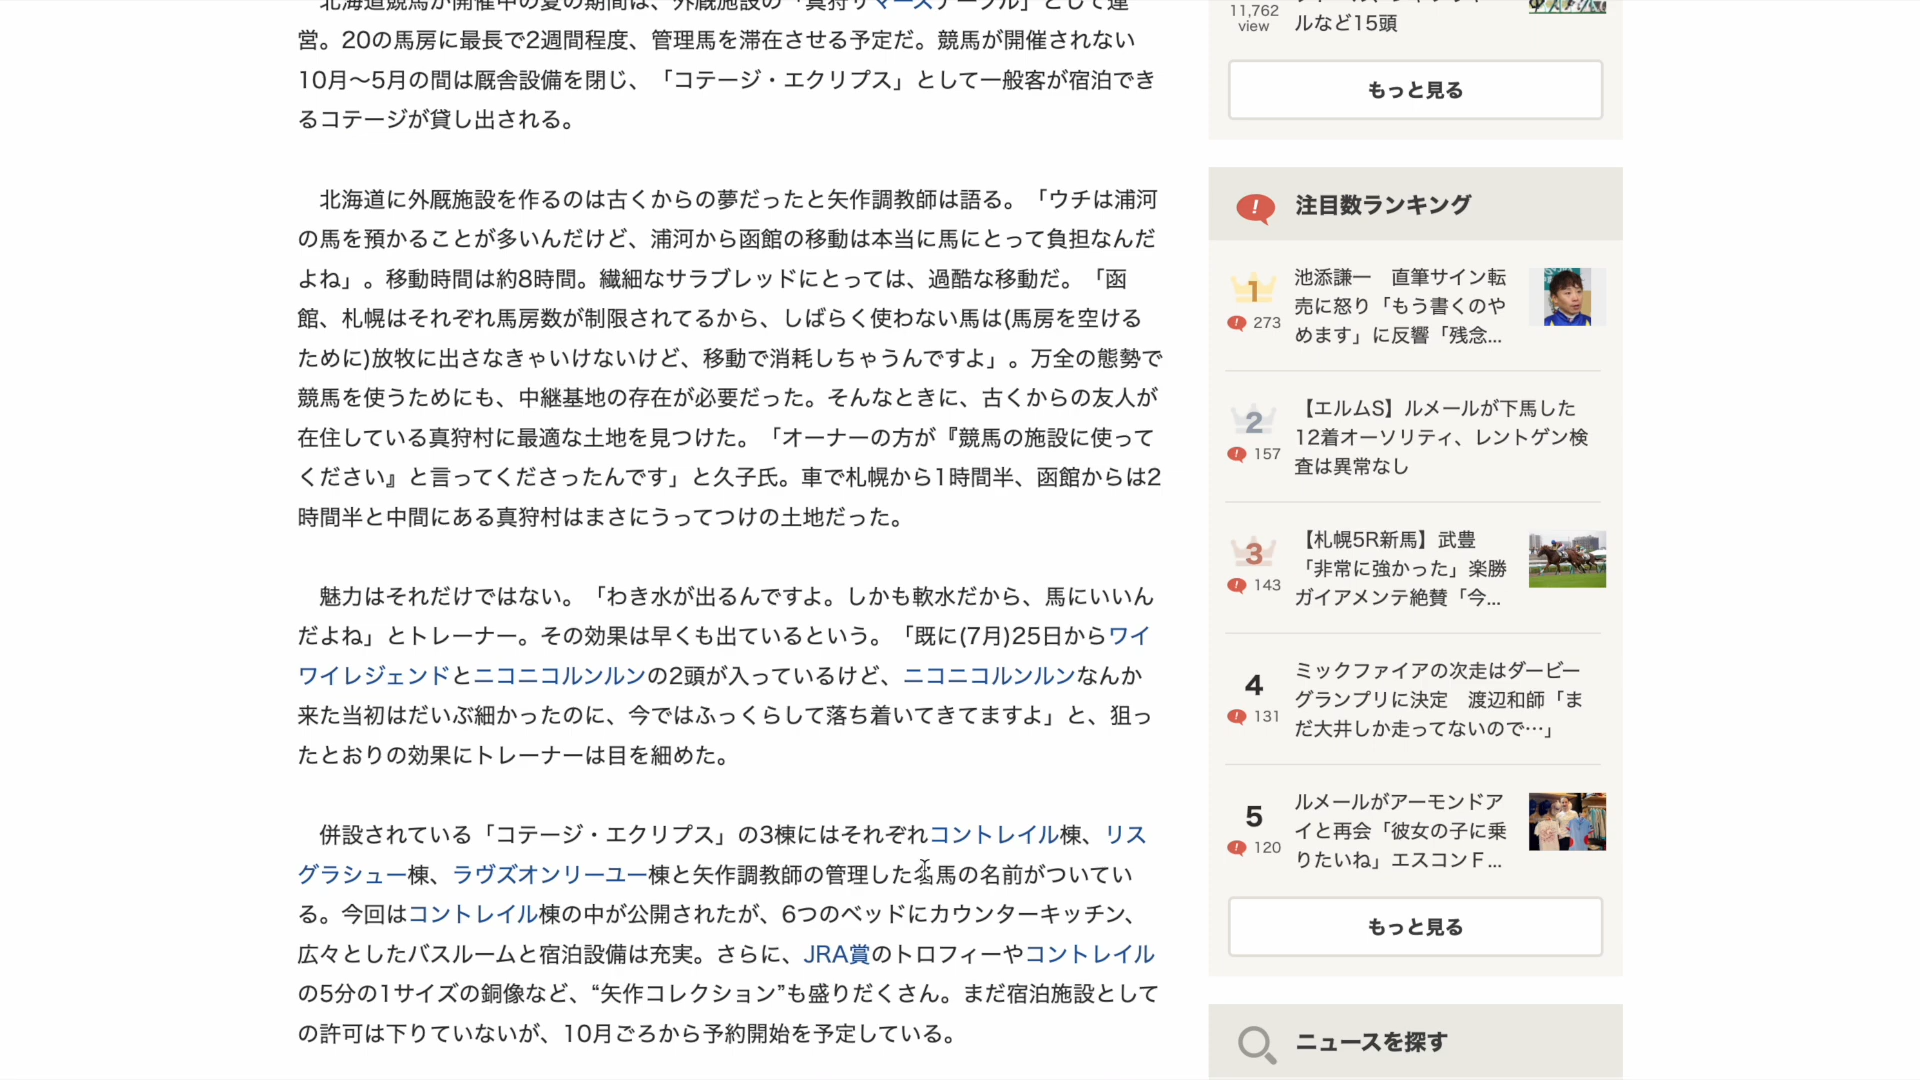 北海道競馬が開催中の夏の期間は、外厩施設の「真狩サマーステーブル」として運
営。20の馬房に最長で2週間程度、管理馬を滞在させる予定だ。競馬が開催されない
10月〜5月の間は厩舎設備を閉じ、「コテージ・エクリプス」として一般客が宿泊でき
るコテージが貸し出される。
北海道に外厩施設を作るのは古くからの夢だったと矢作調教師は語る。「ウチは浦河
の馬を預かることが多いんだけど、浦河から函館の移動は本当に馬にとって負担なんだ
よね」。移動時間は約8時間。繊細なサラブレッドにとっては、過酷な移動だ。「函
館、札幌はそれぞれ馬房数が制限されてるから、しばらく使わない馬は(馬房を空ける
ために)放牧に出さなきゃいけないけど、移動で消耗しちゃうんですよ」。万全の態勢で
競馬を使うためにも、中継基地の存在が必要だった。そんなときに、古くからの友人が
在住している真狩村に最適な土地を見つけた。「オーナーの方が『競馬の施設に使って
ください』と言ってくださったんです」と久子氏。車で札幌から1時間半、函館からは2
時間半と中間にある真狩村はまさにうってつけの土地だった。
魅力はそれだけではない。「わき水が出るんですよ。しかも軟水だから、馬にいいん
だよね」とトレーナー。その効果は早くも出ているという。「既に(7月)25日からワイ
ワイレジェンドとニコニコルンルンの2頭が入っているけど、ニコニコルンルンなんか
来た当初はだいぶ細かったのに、今ではふっくらして落ち着いてきてますよ」と、狙っ
たとおりの効果にトレーナーは目を細めた。
併設されている「コテージ・エクリプス」の3棟にはそれぞれコントレイル棟、リス
グラシュー棟、ラヴズオンリーユー棟と矢作調教師の管理した名馬の名前がついてい
る。今回はコントレイル棟の中が公開されたが、6つのベッドにカウンターキッチン、
広々としたバスルームと宿泊設備は充実。さらに、JRA賞のトロフィーやコントレイル
の5分の1サイズの銅像など、“矢作コレクション”も盛りだくさん。まだ宿泊施設として
の許可は下りていないが、10月ごろから予約開始を予定している。
11,762
view
ルなど15頭
もっと見る
注目数ランキング
1
273
池添謙一　直筆サイン転
売に怒り「もう書くのや
めます」に反響「残念...
2
157
【エルムS】ルメールが下馬した
12着オーソリティ、レントゲン検
査は異常なし
3
143
【札幌5R新馬】武豊
「非常に強かった」楽勝
ガイアメンテ絶賛「今...
4
131
ミックファイアの次走はダービー
グランプリに決定　渡辺和師「ま
だ大井しか走ってないので…」
5
120
ルメールがアーモンドア
イと再会「彼女の子に乗
りたいね」エスコンＦ...
もっと見る
ニュースを探す